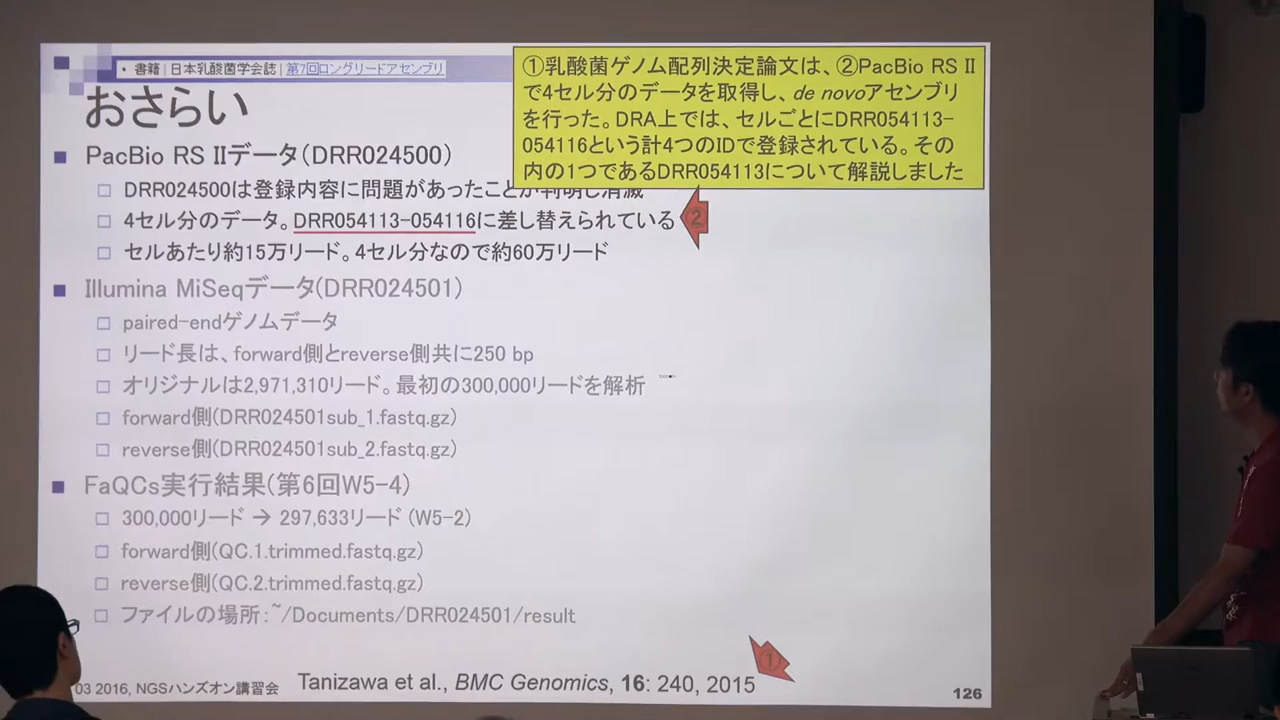 • 書籍 | 日本乳酸菌学会誌 | 第7回ロングリードアセンブリ
おさらい
①乳酸菌ゲノム配列決定論文は、②PacBio RS II
で4セル分のデータを取得し、de novoアセンブリ
を行った。DRA上では、セルごとにDRR054113-
054116という計4つのIDで登録されている。その
内の1つであるDRR054113について解説しました
PacBio RS IIデータ(DRR024500)
DRR024500は登録内容に問題があったことが判明し消滅
4セル分のデータ。DRR054113-054116に差し替えられている
②
セルあたり約15万リード。4セル分なので約60万リード
Illumina MiSeqデータ(DRR024501)
paired-endゲノムデータ
リード長は、forward側とreverse側共に250 bp
オリジナルは2,971,310リード。最初の300,000リードを解析
forward側(DRR024501sub_1.fastq.gz)
reverse側(DRR024501sub_2.fastq.gz)
FaQCs実行結果(第6回W5-4)
300,000リード → 297,633リード (W5-2)
forward側(QC.1.trimmed.fastq.gz)
reverse側(QC.2.trimmed.fastq.gz)
ファイルの場所:~/Documents/DRR024501/result
①
03 2016, NGSハンズオン講習会
Tanizawa et al., BMC Genomics, 16: 240, 2015
126